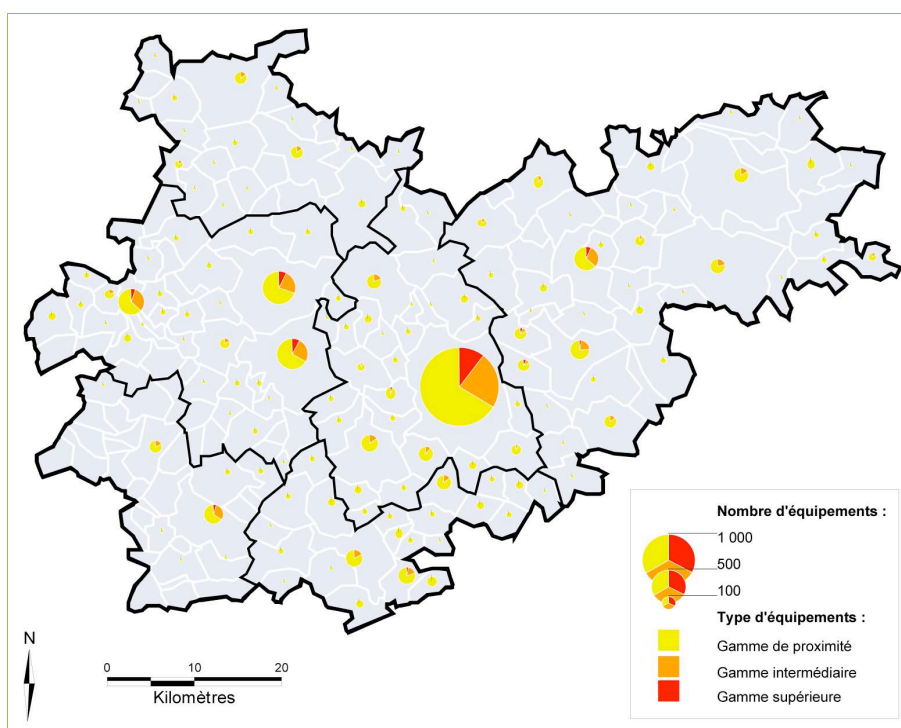 Nombre d'équipements :
1 000
500
100
Type d'équipements :
Gamme de proximité
Gamme intermédiaire
Gamme supérieure
N
0 10 20
Kilomètres